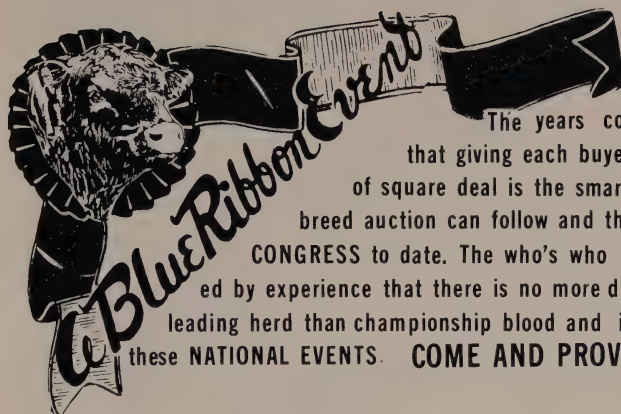 A Blue Ribbon Event
The years co
that giving each buye
of square deal is the smar
breed auction can follow and th
CONGRESS to date. The who's who
ed by experience that there is no more d
leading herd than championship blood and i
these NATIONAL EVENTS. COME AND PROV